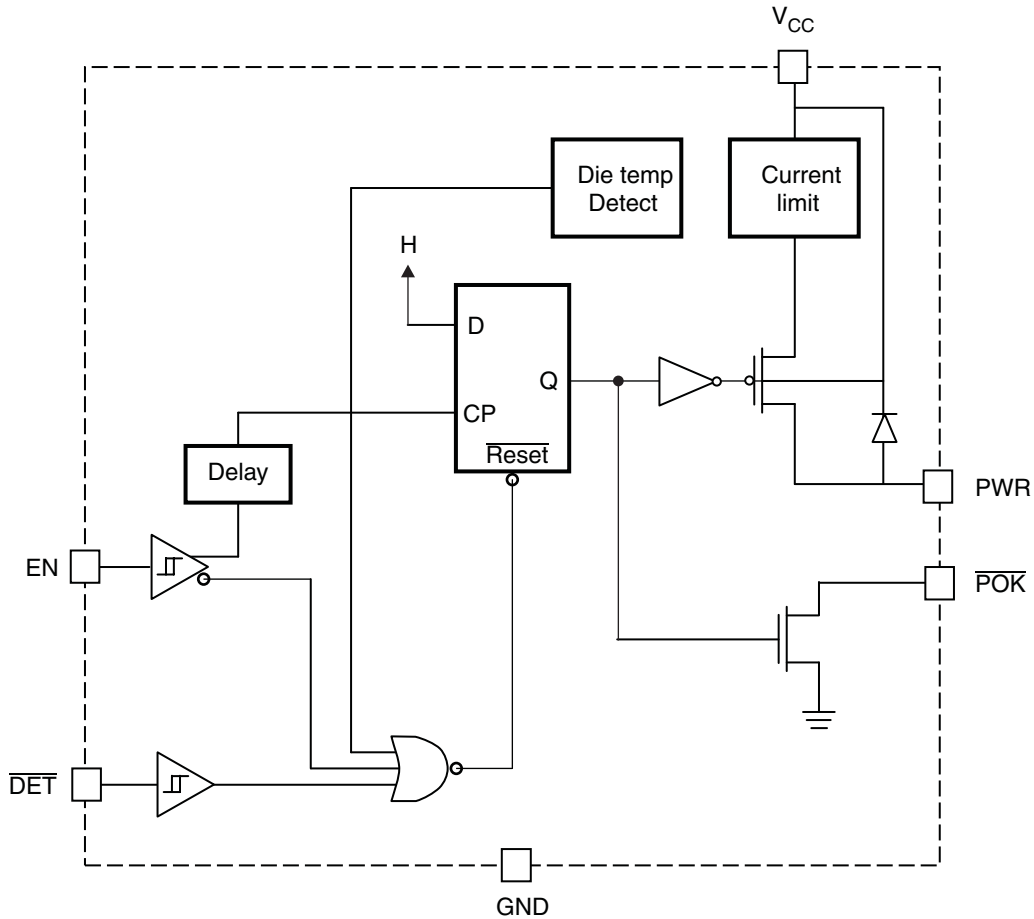 VCC
Die temp
Detect
Current
limit
H
D
Q
CP
Reset
Delay
PWR
EN
POK
DET
GND